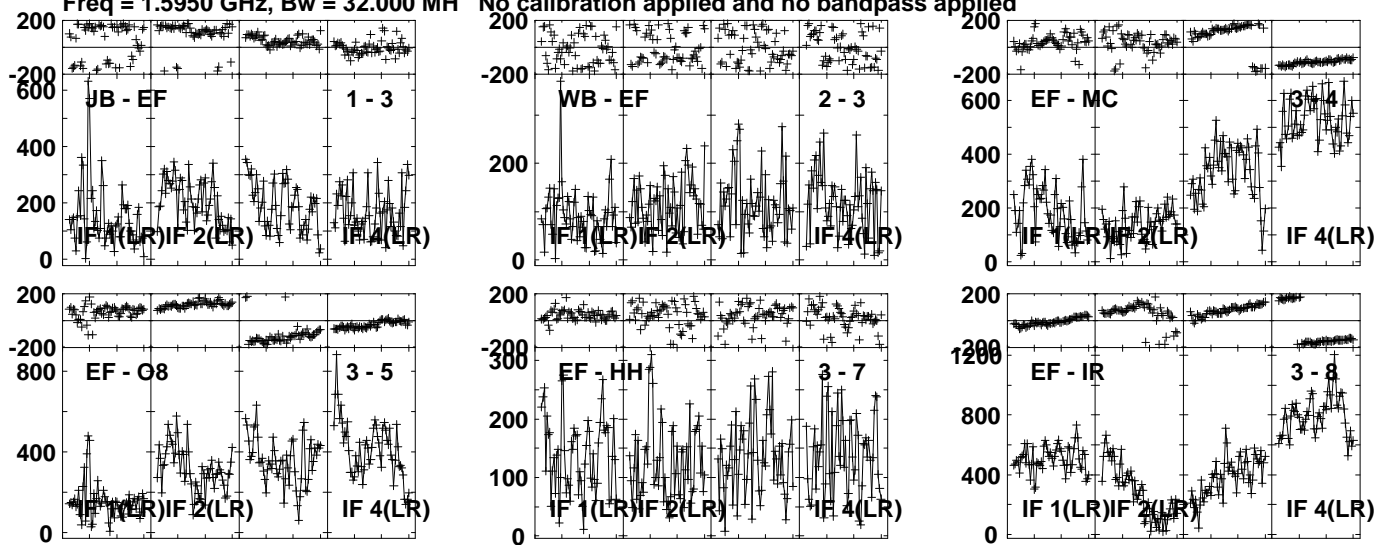 Freq = 1.5950 GHz, Bw = 32.000 MH No calibration applied and no bandpass applied
200
-200
600
400
200
0
JB - EF 1 - 3
IF 1(LR) IF 2(LR) IF 4(LR)
200
-200
200
0
WB - EF 2 - 3
IF 1(LR) IF 2(LR) IF 4(LR)
200
-200
600
400
200
0
EF - MC 3 - 4
IF 1(LR) IF 2(LR) IF 4(LR)
200
-200
800
400
0
EF - O8 3 - 5
IF 1(LR) IF 2(LR) IF 4(LR)
200
-200
300
200
100
0
EF - HH 3 - 7
IF 1(LR) IF 2(LR) IF 4(LR)
200
-200
1200
800
400
0
EF - IR 3 - 8
IF 1(LR) IF 2(LR) IF 4(LR)